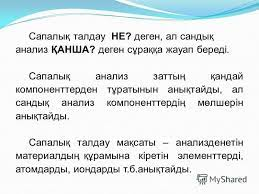 Сапалық талдау НЕ? деген, ал сандық
анализ ҚАНША? деген сұраққа жауап береді.
Сапалық анализ заттың қандай
компоненттерден тұратынын анықтайды, ал
сандық анализ компоненттердің мөлшерін
анықтайды.
Сапалық талдау мақсаты – анализденетін
материалдың құрамына кіретін элементтерді,
атомдарды, иондарды т.б.анықтайды.
MyShared